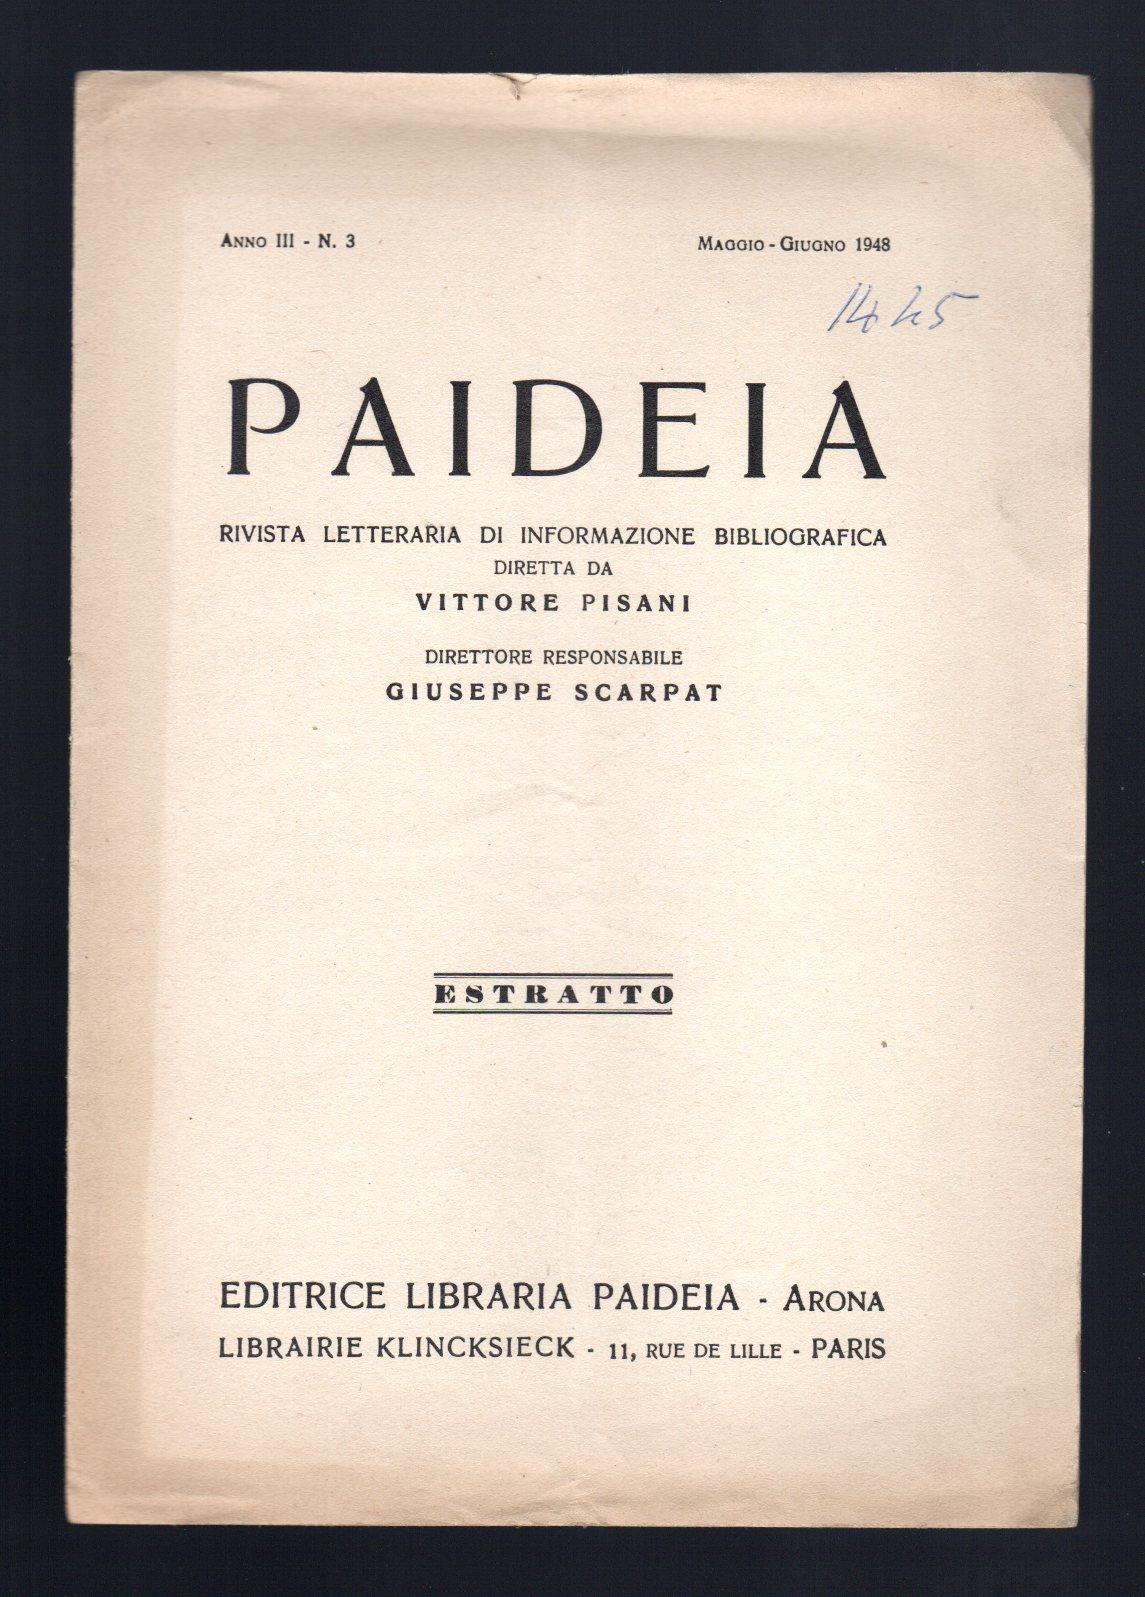 Anno III - N. 3
Maggio - Giugno 1948
PAIDEIA
RIVISTA LETTERARIA DI INFORMAZIONE BIBLIOGRAFICA
DIRETTA DA
VITTORE PISANI
DIRETTORE RESPONSABILE
GIUSEPPE SCARPAT
ESTRATTO
EDITRICE LIBRARIA PAIDEIA - ARONA
LIBRAIRIE KLINCKSIECK - 11, RUE DE LILLE - PARIS